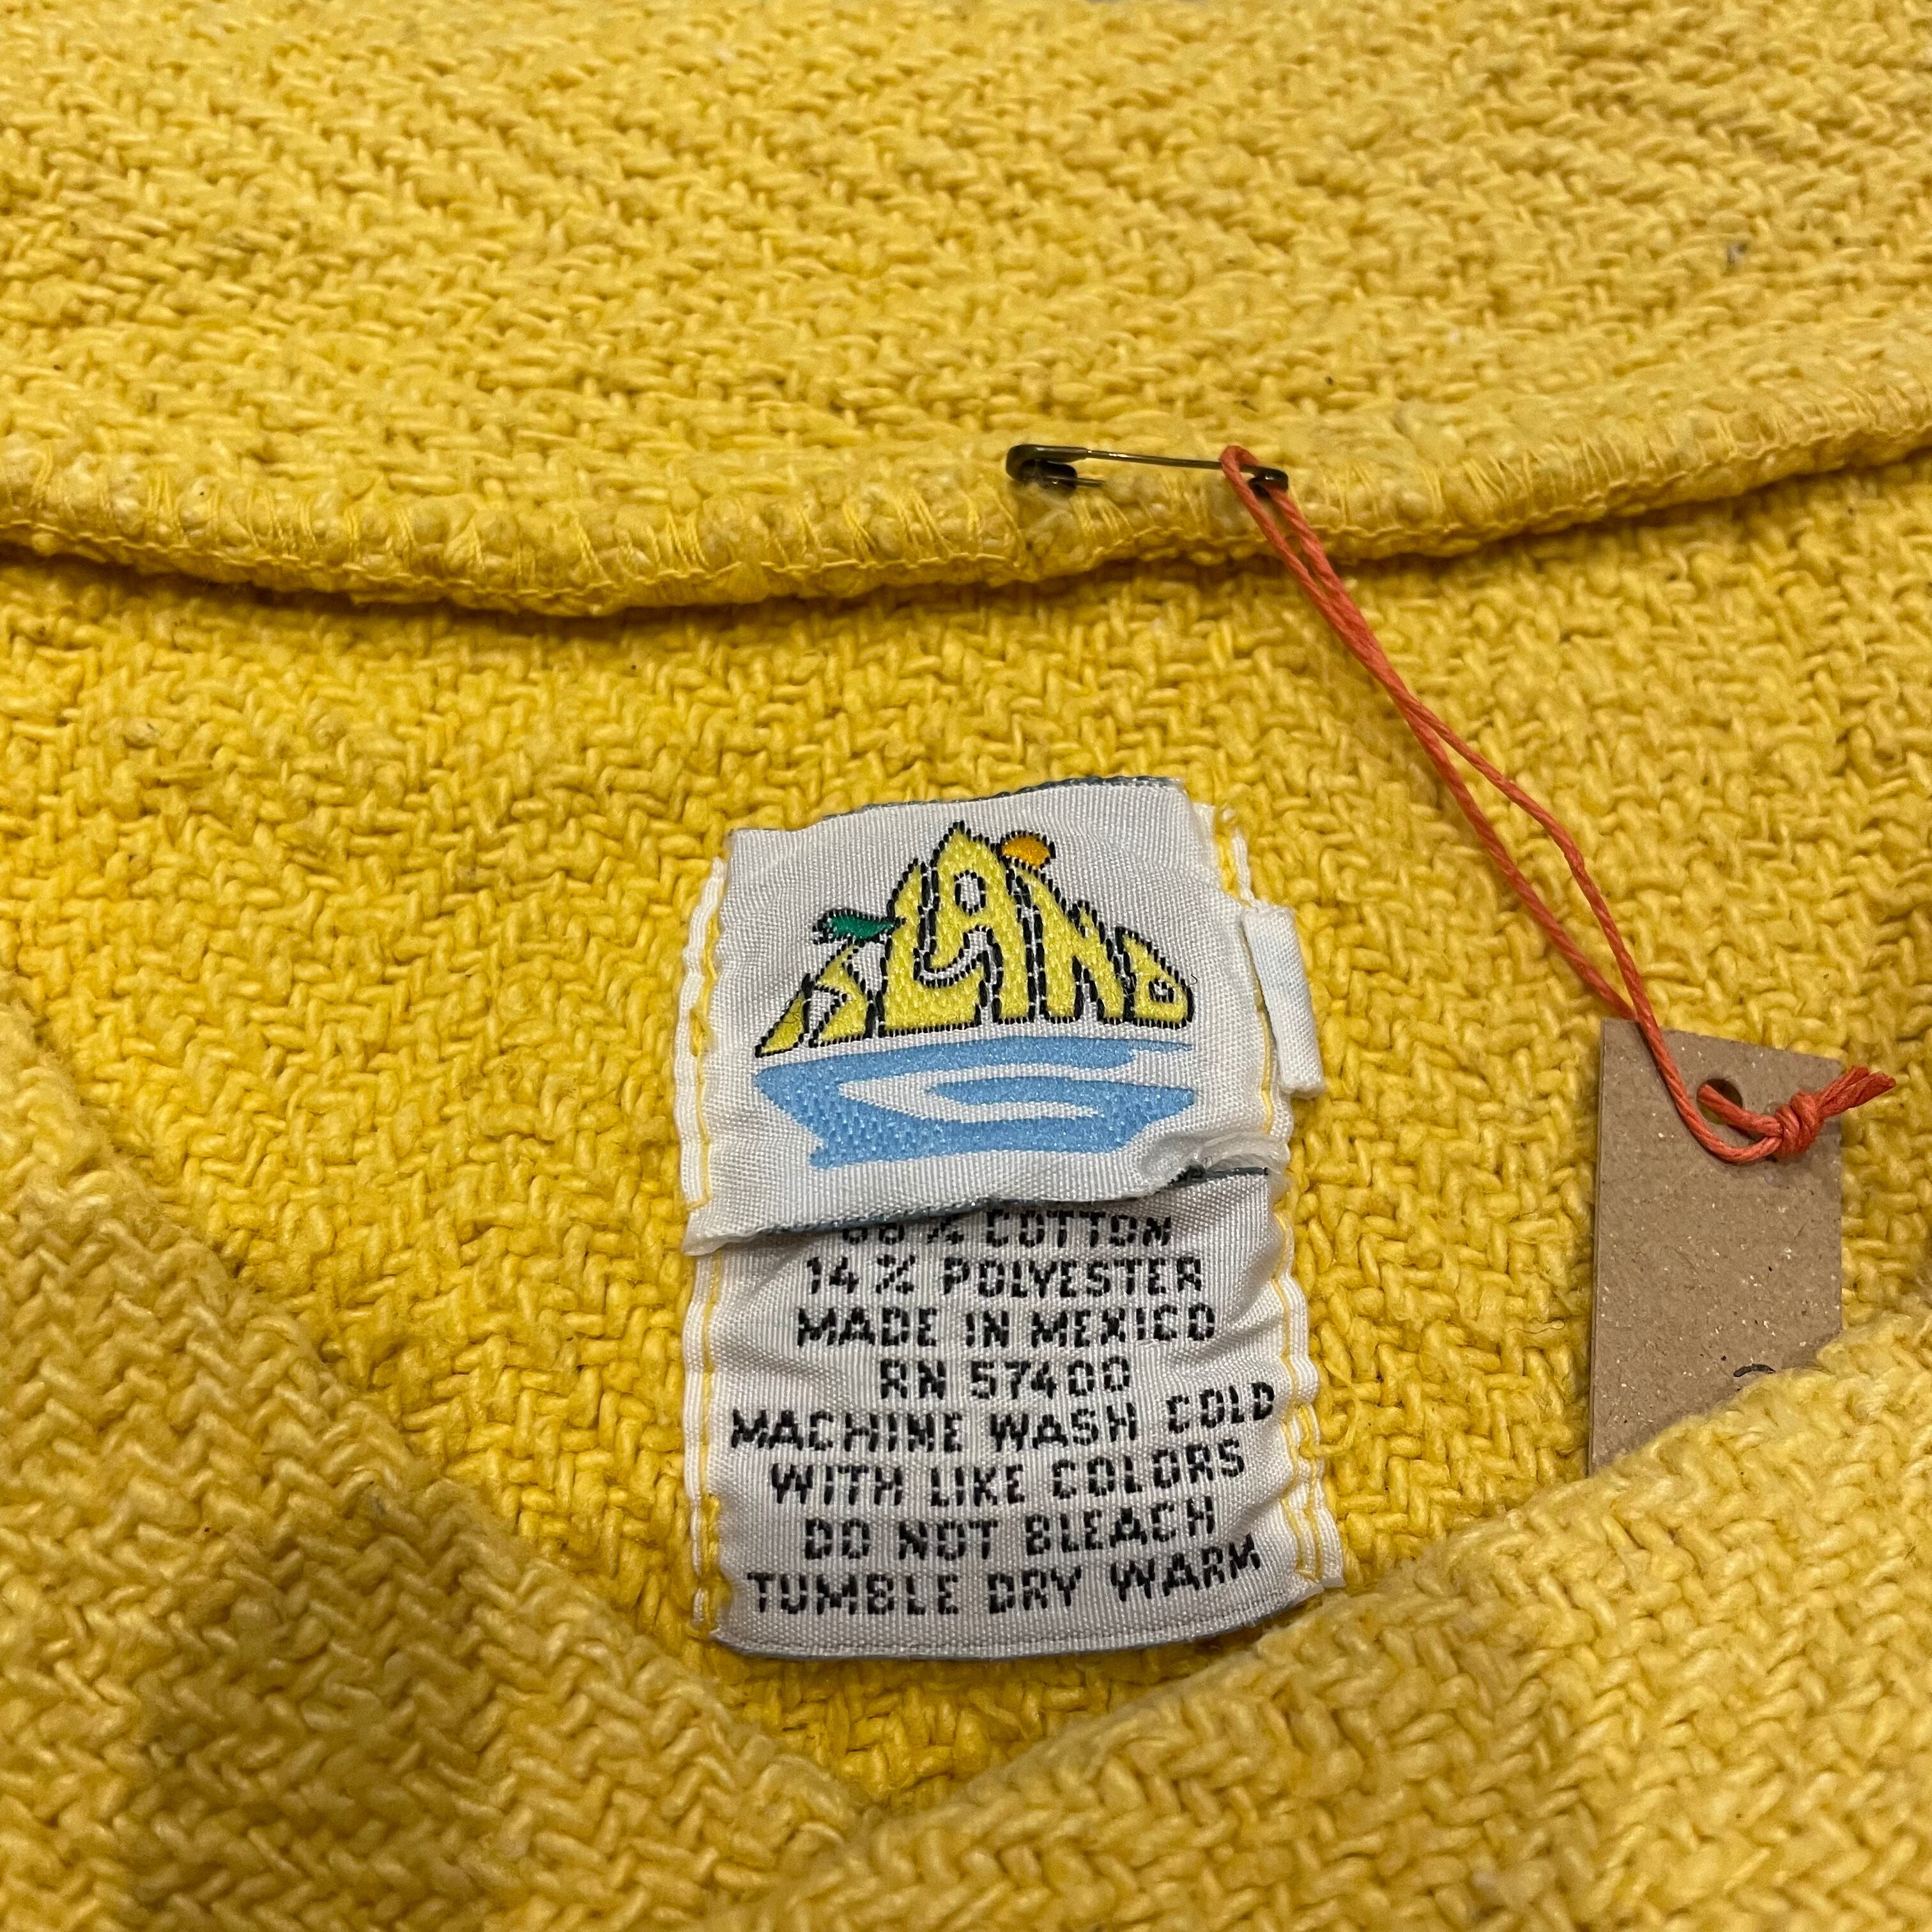 ISLAND
% COTTON
14% POLYESTER
MADE IN MEXICO
RN 57400
MACHINE WASH COLD
WITH LIKE COLORS
DO NOT BLEACH
TUMBLE DRY WARM